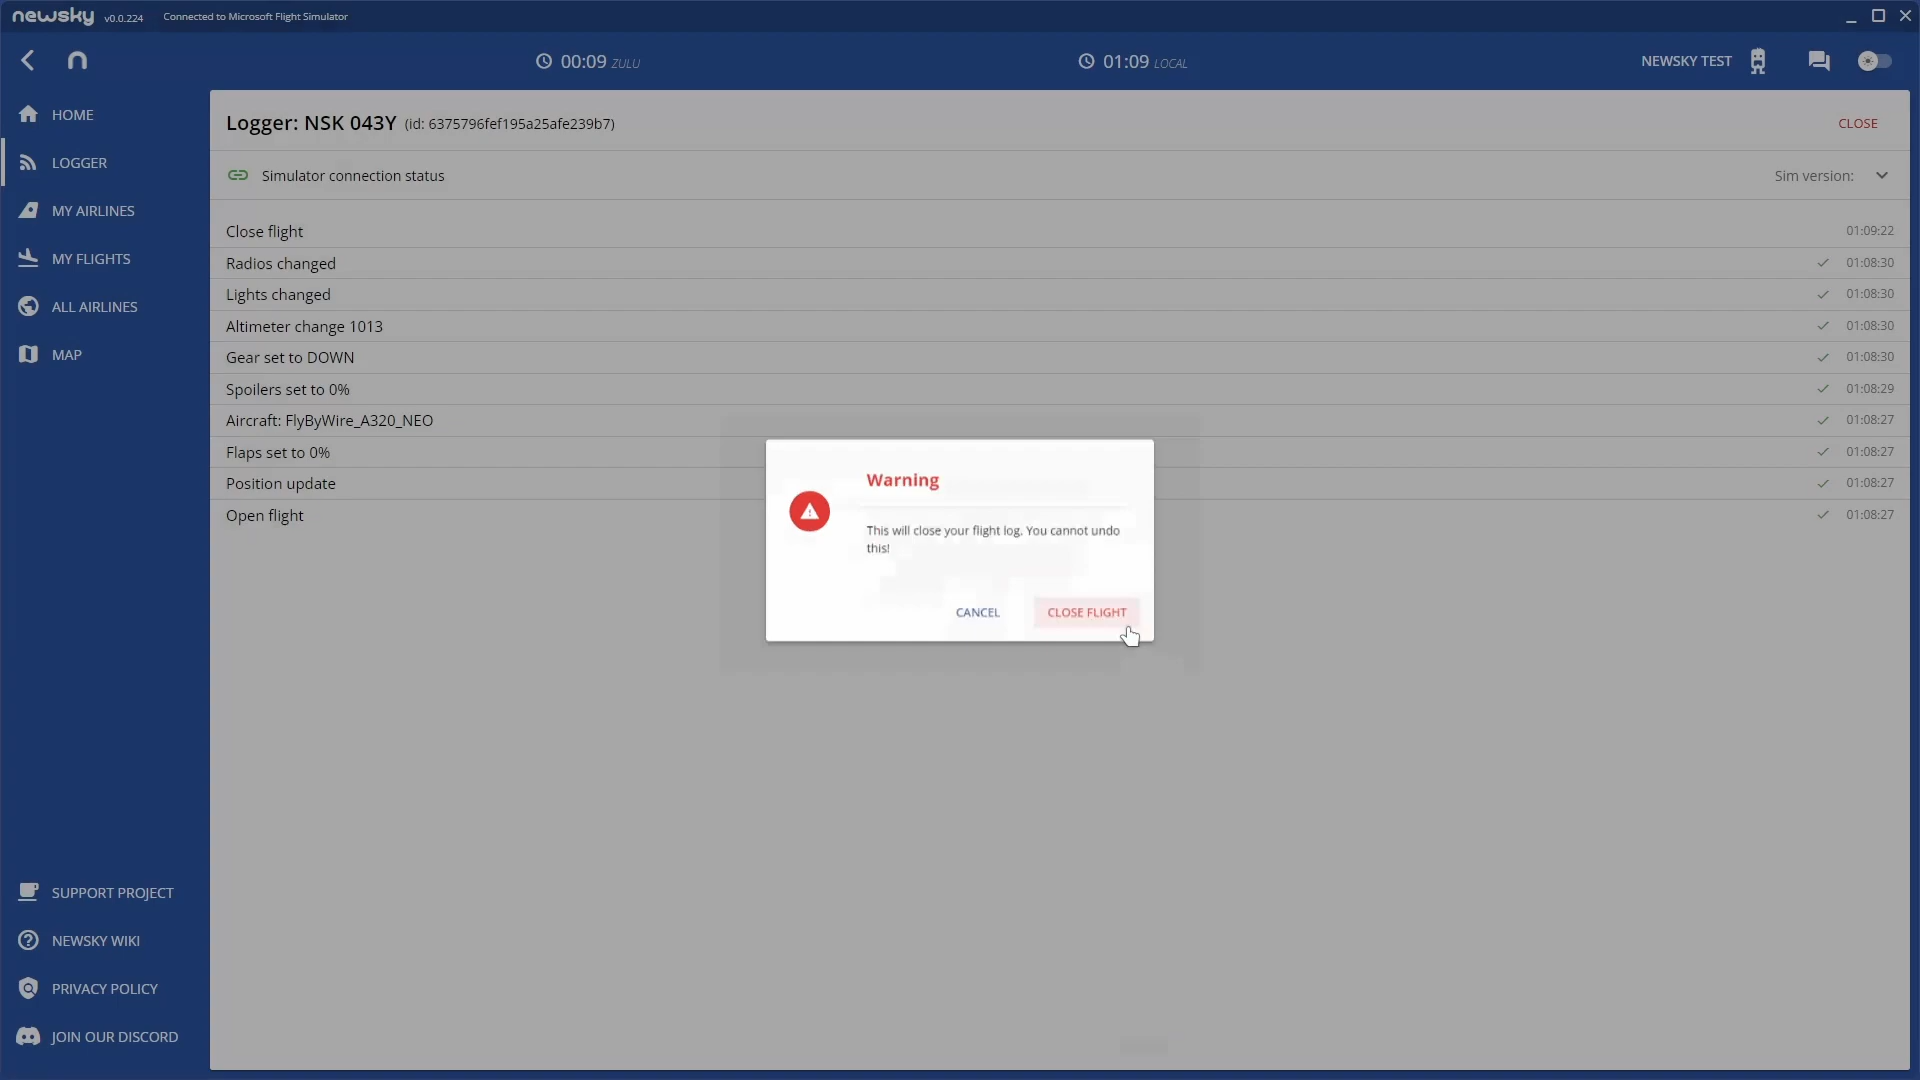 newsky v0.0.224 Connected to Microsoft Flight Simulator
00:09 ZULU 01:09 LOCAL NEWSKY TEST
HOME
LOGGER
MY AIRLINES
MY FLIGHTS
ALL AIRLINES
MAP
SUPPORT PROJECT
NEWSKY WIKI
PRIVACY POLICY
JOIN OUR DISCORD
Logger: NSK 043Y (id: 6375796fef195a25afe239b7) CLOSE
Simulator connection status Sim version:
Close flight 01:09:22
Radios changed 01:08:30
Lights changed 01:08:30
Altimeter change 1013 01:08:30
Gear set to DOWN 01:08:30
Spoilers set to 0% 01:08:29
Aircraft: FlyByWire_A320_NEO 01:08:27
Flaps set to 0% 01:08:27
Position update 01:08:27
Open flight 01:08:27
Warning
This will close your flight log. You cannot undo
this!
CANCEL CLOSE FLIGHT